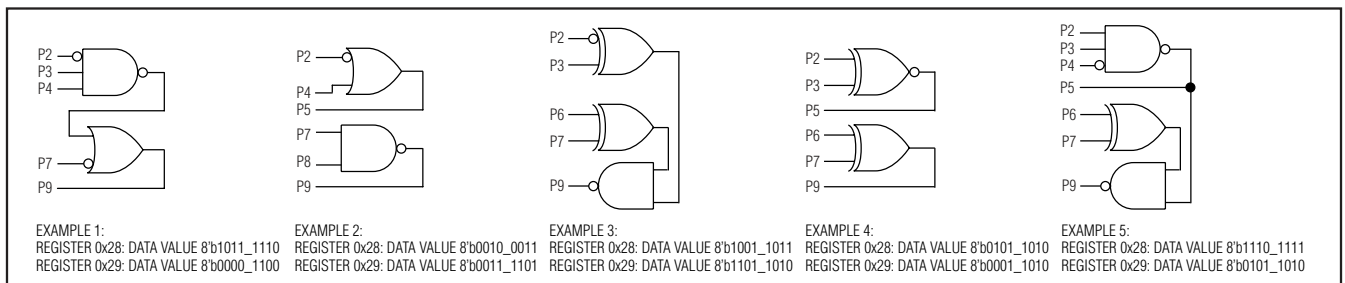 P2
P3
P4
P7
P9
EXAMPLE 1:
REGISTER 0x28: DATA VALUE 8'b1011_1110
REGISTER 0x29: DATA VALUE 8'b0000_1100
P2
P4
P5
P7
P8
P9
EXAMPLE 2:
REGISTER 0x28: DATA VALUE 8'b0010_0011
REGISTER 0x29: DATA VALUE 8'b0011_1101
P2
P3
P6
P7
P9
EXAMPLE 3:
REGISTER 0x28: DATA VALUE 8'b1001_1011
REGISTER 0x29: DATA VALUE 8'b1101_1010
P2
P3
P5
P6
P7
P9
EXAMPLE 4:
REGISTER 0x28: DATA VALUE 8'b0101_1010
REGISTER 0x29: DATA VALUE 8'b0001_1010
P2
P3
P4
P5
P6
P7
P9
EXAMPLE 5:
REGISTER 0x28: DATA VALUE 8'b1110_1111
REGISTER 0x29: DATA VALUE 8'b0101_1010